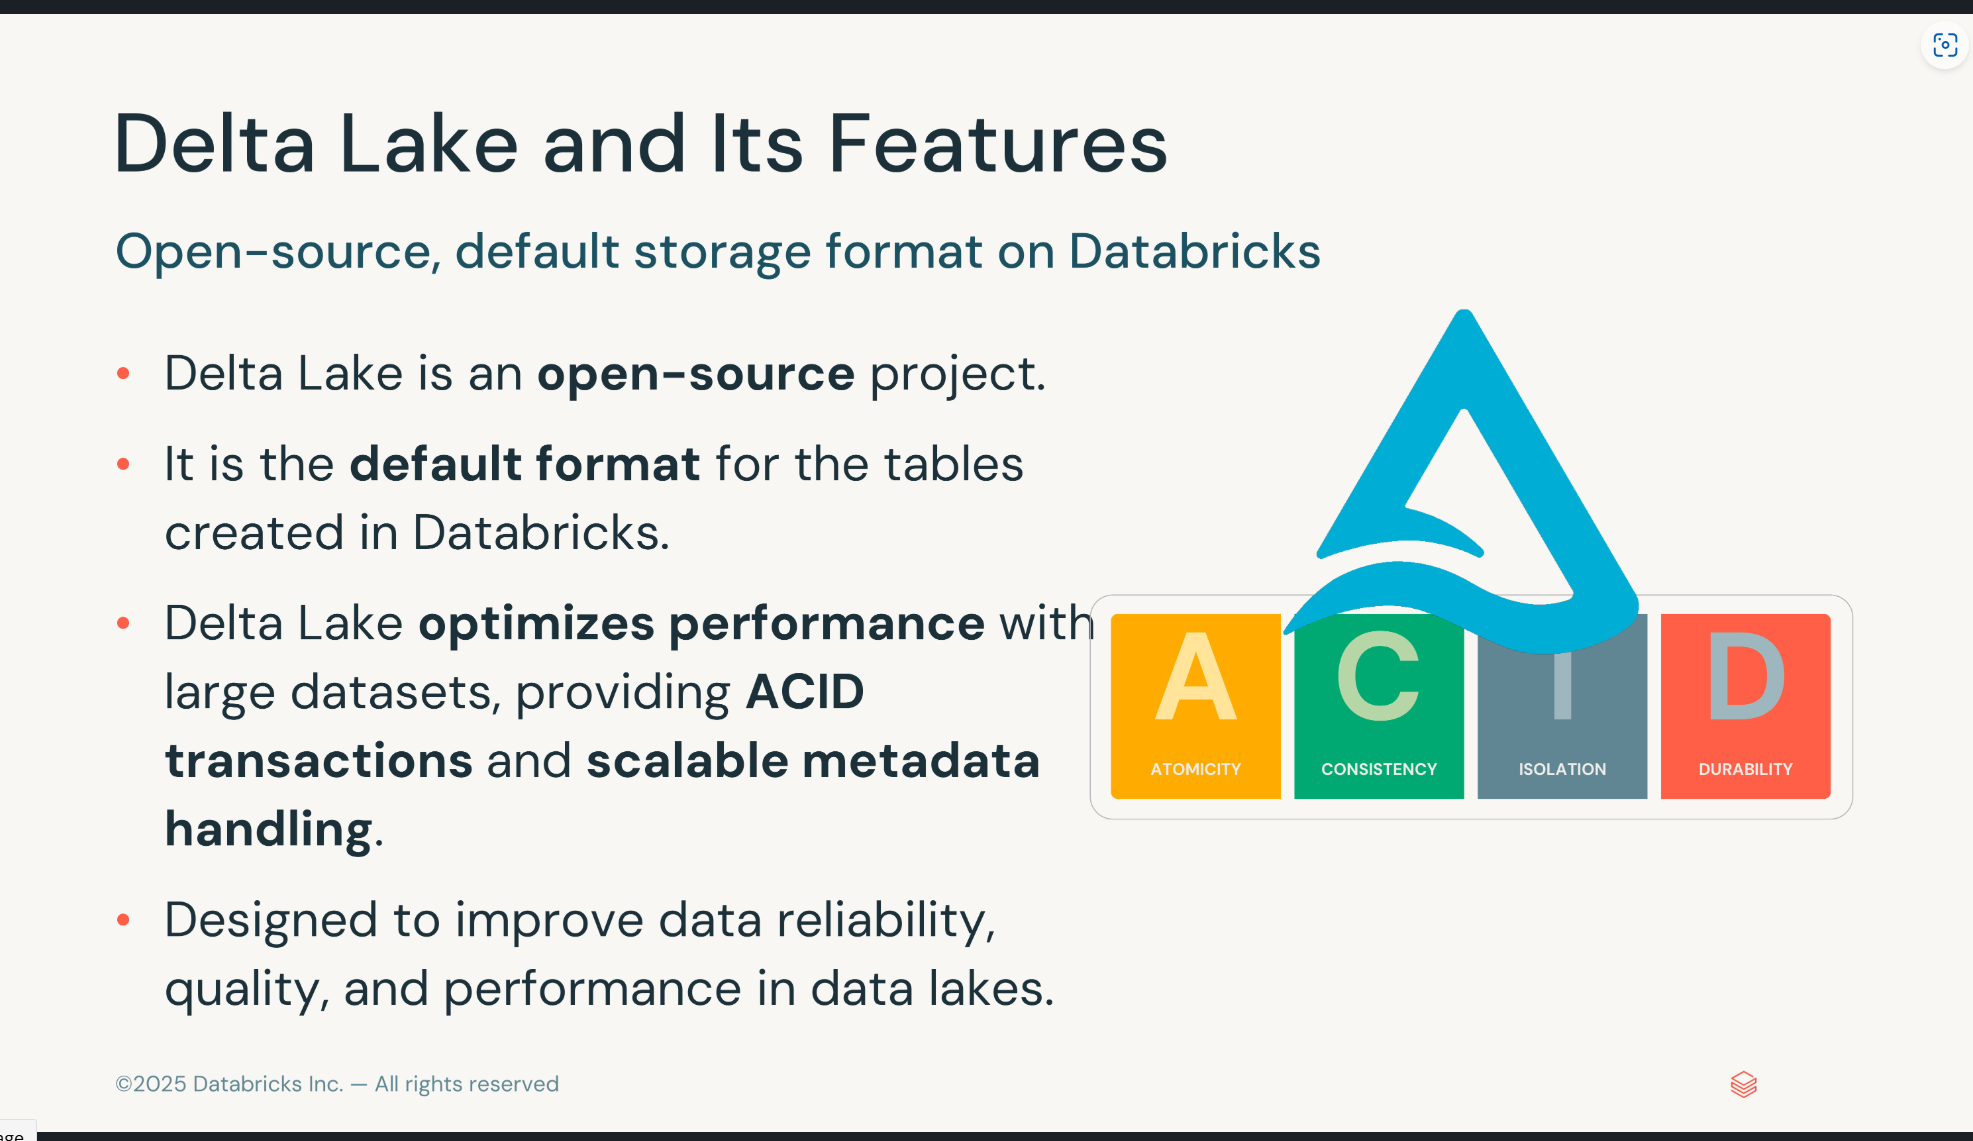 Delta Lake and Its Features
Open-source, default storage format on Databricks
• Delta Lake is an open-source project.
• It is the default format for the tables
created in Databricks.
• Delta Lake optimizes performance with
large datasets, providing ACID
transactions and scalable metadata
handling.
• Designed to improve data reliability,
quality, and performance in data lakes.
A C I D
ATOMICITY CONSISTENCY ISOLATION DURABILITY
©2025 Databricks Inc. — All rights reserved